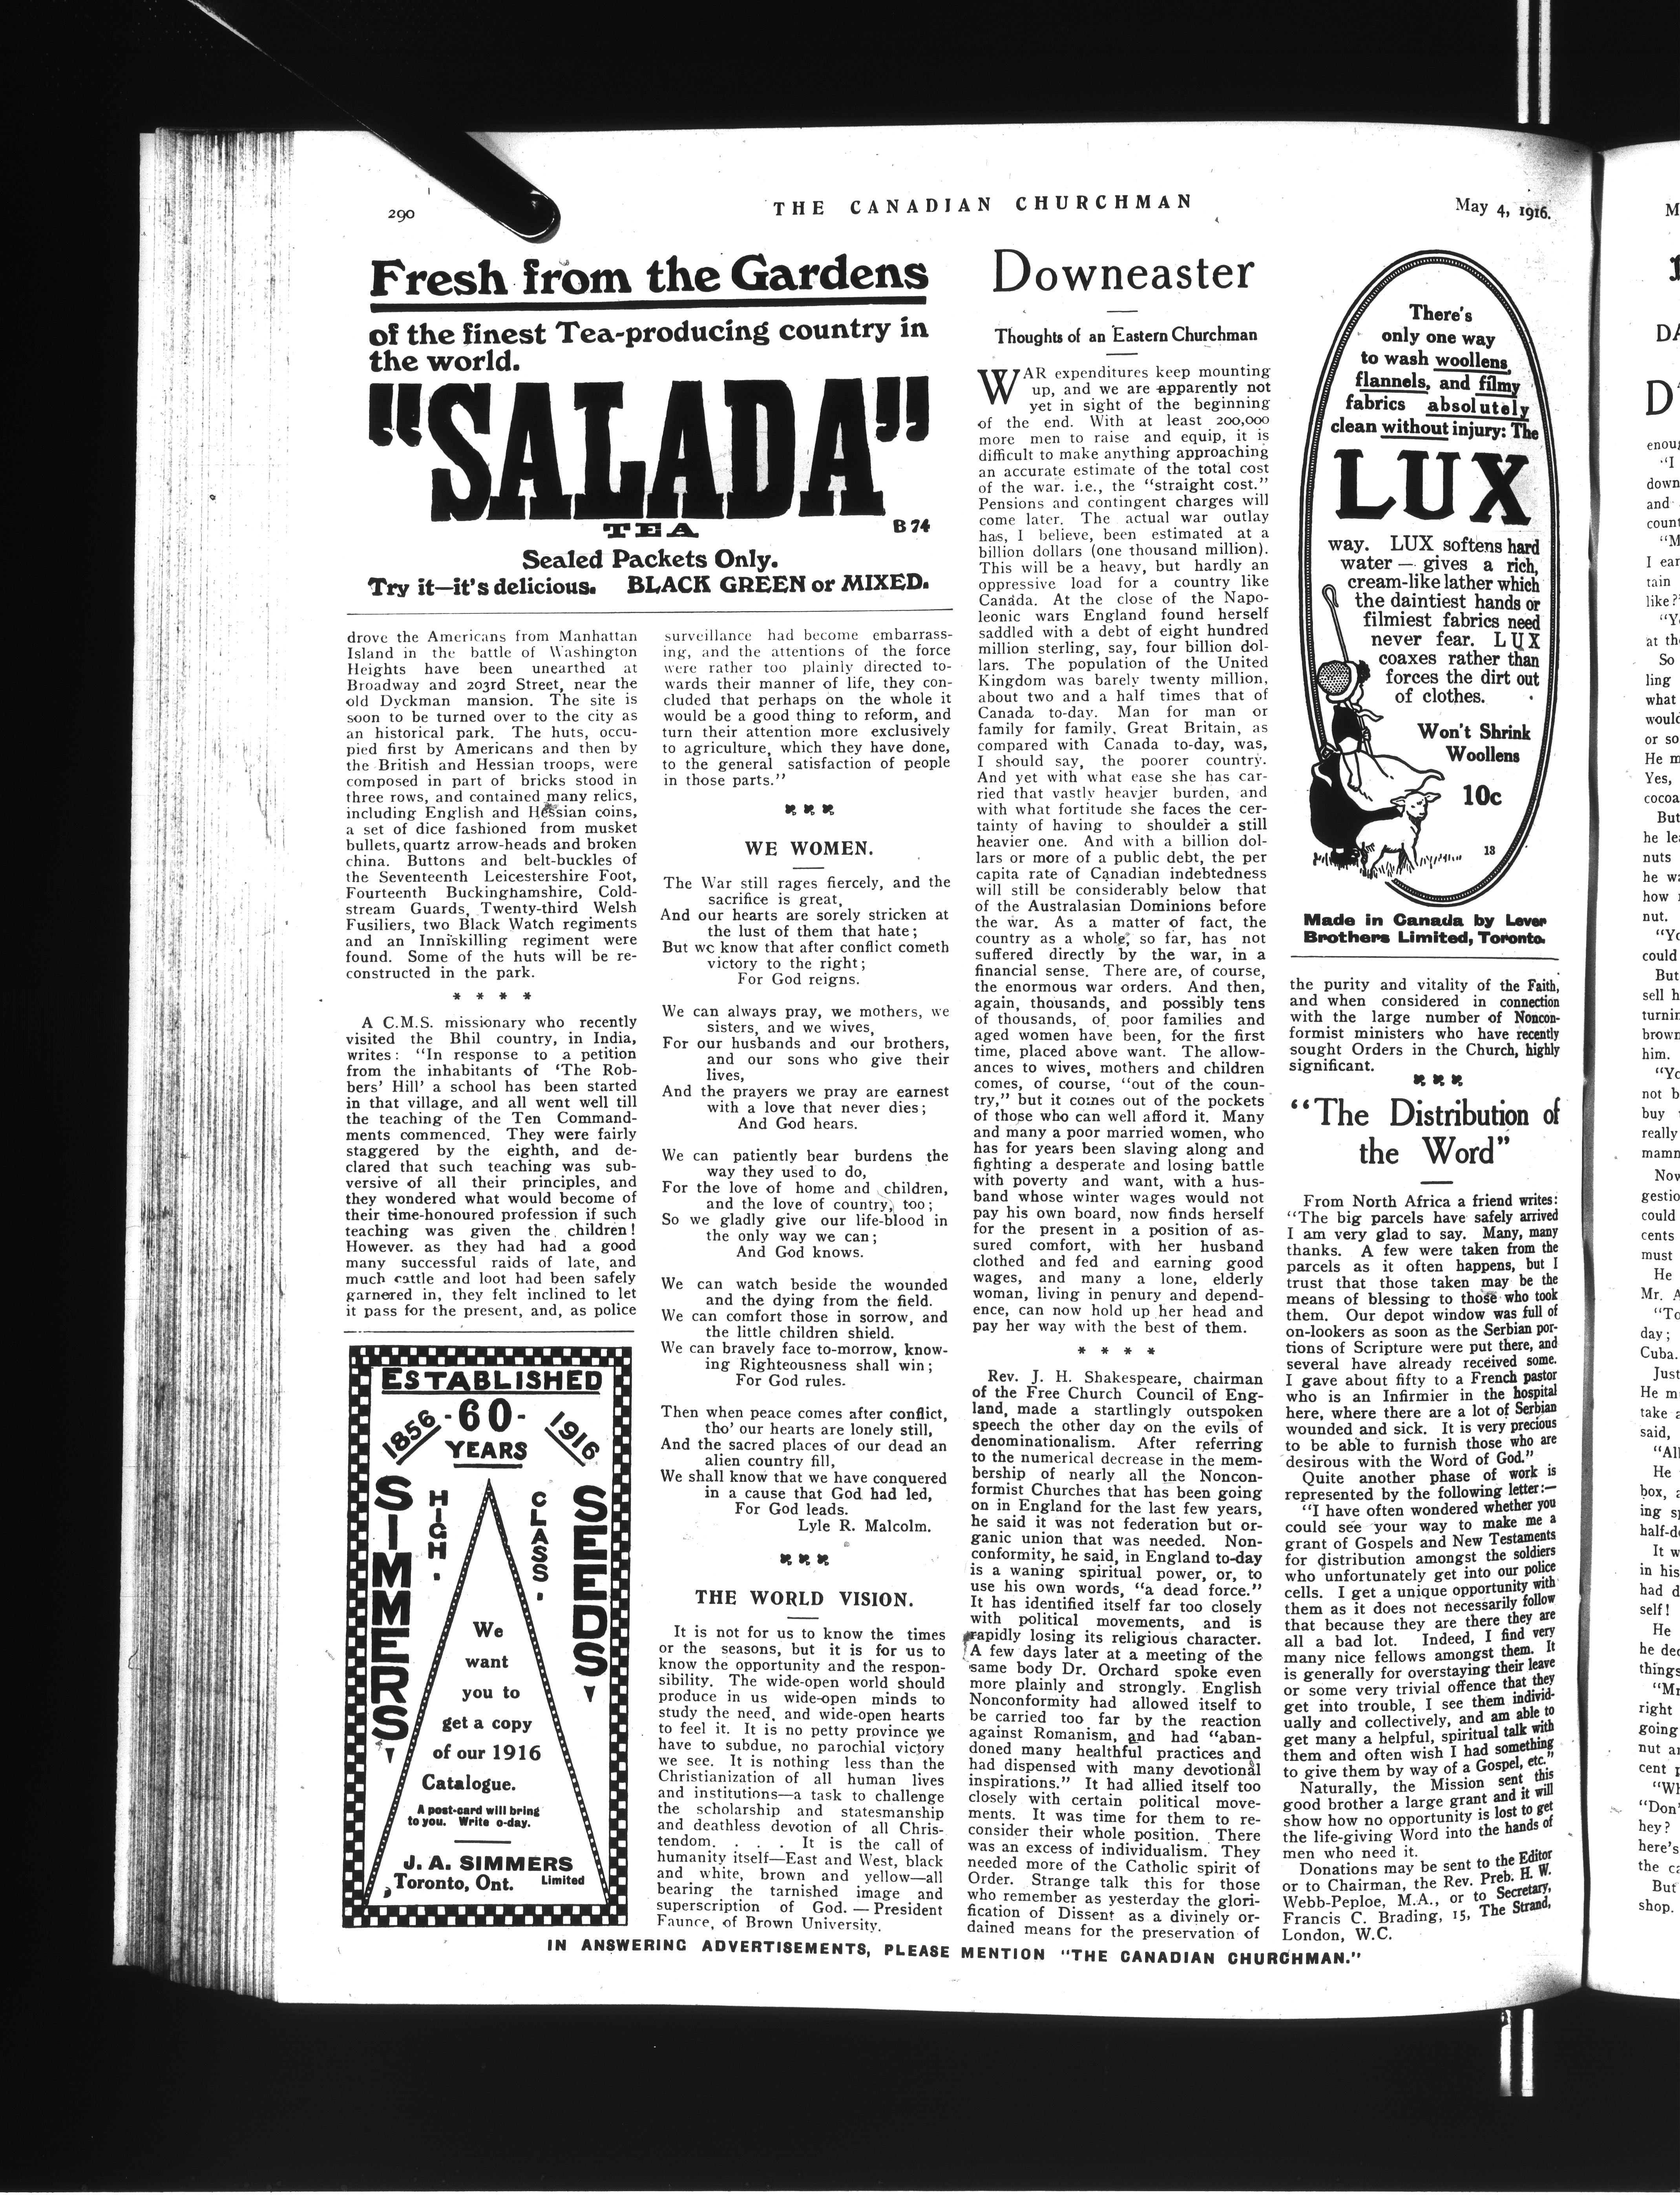 290
THE CANADIAN CHURCHMAN
May 4, 1916.
Fresh from the Gardens
of the finest Tea-producing country in
the world.
"SALADA"
TEA
B 74
Sealed Packets Only.
Try it—it's delicious. BLACK GREEN or MIXED.
drove the Americans from Manhattan
Island in the battle of Washington
Heights have been unearthed at
Broadway and 203rd Street, near the
old Dyckman mansion. The site is
soon to be turned over to the city as
an historical park. The huts, occu-
pied first by Americans and then by
the British and Hessian troops, were
composed in part of bricks stood in
three rows, and contained many relics,
including English and Hessian coins,
a set of dice fashioned from musket
bullets, quartz arrow-heads and broken
china. Buttons and belt-buckles of
the Seventeenth Leicestershire Foot,
Fourteenth Buckinghamshire, Cold-
stream Guards, Twenty-third Welsh
Fusiliers, two Black Watch regiments
and an Inniskilling regiment were
found. Some of the huts will be re-
constructed in the park.
* * * *
A C.M.S. missionary who recently
visited the Bhil country, in India,
writes: "In response to a petition
from the inhabitants of 'The Rob-
bers' Hill' a school has been started
in that village, and all went well till
the teaching of the Ten Command-
ments commenced. They were fairly
staggered by the eighth, and de-
clared that such teaching was sub-
versive of all their principles, and
they wondered what would become of
their time-honoured profession if such
teaching was given the children!
However. as they had had a good
many successful raids of late, and
much cattle and loot had been safely
garnered in, they felt inclined to let
it pass for the present, and, as police
ESTABLISHED
1856 -60- 1916
YEARS
SIMMERS
HIGH.
CLASS.
SEEDS
We
want
you to
get a copy
of our 1916
Catalogue.
A post-card will bring
to you. Write o-day.
J. A. SIMMERS
Limited
Toronto, Ont.
surveillance had become embarrass-
ing, and the attentions of the force
were rather too plainly directed to-
wards their manner of life, they con-
cluded that perhaps on the whole it
would be a good thing to reform, and
turn their attention more exclusively
to agriculture, which they have done,
to the general satisfaction of people
in those parts."
WE WOMEN.
The War still rages fiercely, and the
sacrifice is great,
And our hearts are sorely stricken at
the lust of them that hate;
But we know that after conflict cometh
victory to the right;
For God reigns.
We can always pray, we mothers, we
sisters, and we wives,
For our husbands and our brothers,
and our sons who give their
lives,
And the prayers we pray are earnest
with a love that never dies;
And God hears.
We can patiently bear burdens the
way they used to do,
For the love of home and children,
and the love of country, too;
So we gladly give our life-blood in
the only way we can;
And God knows.
We can watch beside the wounded
and the dying from the field.
We can comfort those in sorrow, and
the little children shield.
We can bravely face to-morrow, know-
ing Righteousness shall win;
For God rules.
Then when peace comes after conflict,
tho' our hearts are lonely still,
And the sacred places of our dead an
alien country fill,
We shall know that we have conquered
in a cause that God had led,
For God leads.
Lyle R. Malcolm.
THE WORLD VISION.
It is not for us to know the times
or the seasons, but it is for us to
know the opportunity and the respon-
sibility. The wide-open world should
produce in us wide-open minds to
study the need, and wide-open hearts
to feel it. It is no petty province we
have to subdue, no parochial victory
we see. It is nothing less than the
Christianization of all human lives
and institutions—a task to challenge
the scholarship and statesmanship
and deathless devotion of all Chris-
tendom. . . . It is the call of
humanity itself—East and West, black
and white, brown and yellow—all
bearing the tarnished image and
superscription of God.—President
Faunce, of Brown University.
Downeaster
Thoughts of an Eastern Churchman
WAR expenditures keep mounting
up, and we are apparently not
yet in sight of the beginning
of the end. With at least 200,000
more men to raise and equip, it is
difficult to make anything approaching
an accurate estimate of the total cost
of the war. i.e., the "straight cost."
Pensions and contingent charges will
come later. The actual war outlay
has, I believe, been estimated at a
billion dollars (one thousand million).
This will be a heavy, but hardly an
oppressive load for a country like
Canada. At the close of the Napo-
leonic wars England found herself
saddled with a debt of eight hundred
million sterling, say, four billion dol-
lars. The population of the United
Kingdom was barely twenty million,
about two and a half times that of
Canada to-day. Man for man or
family for family, Great Britain, as
compared with Canada to-day, was,
I should say, the poorer country.
And yet with what ease she has car-
ried that vastly heavier burden, and
with what fortitude she faces the cer-
tainty of having to shoulder a still
heavier one. And with a billion dol-
lars or more of a public debt, the per
capita rate of Canadian indebtedness
will still be considerably below that
of the Australasian Dominions before
the war. As a matter of fact, the
country as a whole, so far, has not
suffered directly by the war, in a
financial sense. There are, of course,
the enormous war orders. And then,
again, thousands, and possibly tens
of thousands, of poor families and
aged women have been, for the first
time, placed above want. The allow-
ances to wives, mothers and children
comes, of course, "out of the coun-
try," but it comes out of the pockets
of those who can well afford it. Many
and many a poor married women, who
has for years been slaving along and
fighting a desperate and losing battle
with poverty and want, with a hus-
band whose winter wages would not
pay his own board, now finds herself
for the present in a position of as-
sured comfort, with her husband
clothed and fed and earning good
wages, and many a lone, elderly
woman, living in penury and depend-
ence, can now hold up her head and
pay her way with the best of them.
* * * *
Rev. J. H. Shakespeare, chairman
of the Free Church Council of Eng-
land, made a startlingly outspoken
speech the other day on the evils of
denominationalism. After referring
to the numerical decrease in the mem-
bership of nearly all the Noncon-
formist Churches that has been going
on in England for the last few years,
he said it was not federation but or-
ganic union that was needed. Non-
conformity, he said, in England to-day
is a waning spiritual power, or, to
use his own words, "a dead force."
It has identified itself far too closely
with political movements, and is
rapidly losing its religious character.
A few days later at a meeting of the
same body Dr. Orchard spoke even
more plainly and strongly. English
Nonconformity had allowed itself to
be carried too far by the reaction
against Romanism, and had "aban-
doned many healthful practices and
had dispensed with many devotional
inspirations." It had allied itself too
closely with certain political move-
ments. It was time for them to re-
consider their whole position. There
was an excess of individualism. They
needed more of the Catholic spirit of
Order. Strange talk this for those
who remember as yesterday the glori-
fication of Dissent as a divinely or-
dained means for the preservation of
There's
only one way
to wash woollens,
flannels, and filmy
fabrics absolutely
clean without injury: The
LUX
way. LUX softens hard
water — gives a rich,
cream-like lather which
the daintiest hands or
filmiest fabrics need
never fear. LUX
coaxes rather than
forces the dirt out
of clothes.
Won't Shrink
Woollens
10c
13
Made in Canada by Lever
Brothers Limited, Toronto.
the purity and vitality of the Faith,
and when considered in connection
with the large number of Noncon-
formist ministers who have recently
sought Orders in the Church, highly
significant.
"The Distribution of
the Word"
From North Africa a friend writes:
"The big parcels have safely arrived
I am very glad to say. Many, many
thanks. A few were taken from the
parcels as it often happens, but I
trust that those taken may be the
means of blessing to those who took
them. Our depot window was full of
on-lookers as soon as the Serbian por-
tions of Scripture were put there, and
several have already received some.
I gave about fifty to a French pastor
who is an Infirmier in the hospital
here, where there are a lot of Serbian
wounded and sick. It is very precious
to be able to furnish those who are
desirous with the Word of God."
Quite another phase of work is
represented by the following letter:—
"I have often wondered whether you
could see your way to make me a
grant of Gospels and New Testaments
for distribution amongst the soldiers
who unfortunately get into our police
cells. I get a unique opportunity with
them as it does not necessarily follow
that because they are there they are
all a bad lot. Indeed, I find very
many nice fellows amongst them. It
is generally for overstaying their leave
or some very trivial offence that they
get into trouble, I see them individ-
ually and collectively, and am able to
get many a helpful, spiritual talk with
them and often wish I had something
to give them by way of a Gospel, etc."
Naturally, the Mission sent this
good brother a large grant and it will
show how no opportunity is lost to get
the life-giving Word into the hands of
men who need it.
Donations may be sent to the Editor
or to Chairman, the Rev. Preb. H. W.
Webb-Peploe, M.A., or to Secretary,
Francis C. Brading, 15, The Strand,
London, W.C.
IN ANSWERING ADVERTISEMENTS, PLEASE MENTION "THE CANADIAN CHURCHMAN."